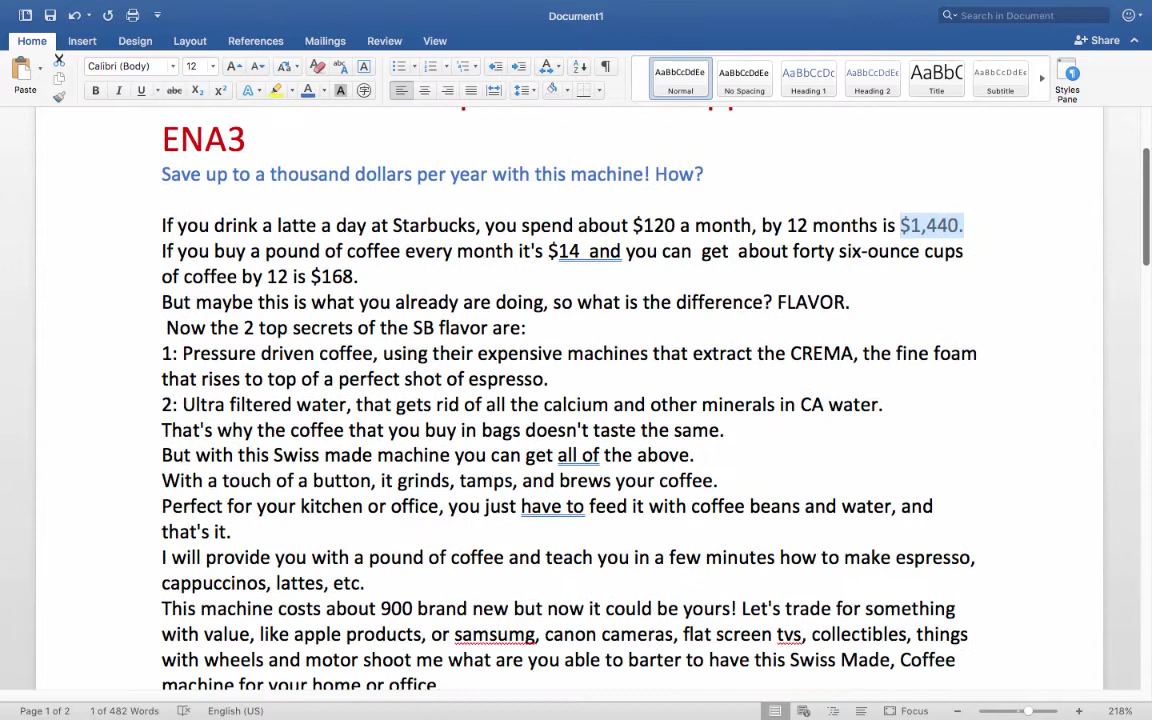 Document1
Search in Document
Home Insert Design Layout References Mailings Review View
Share
Paste
Calibri (Body) 12
AaBbCcDdEe AaBbCcDdEe AaBbCcDc AaBbCcDdEe AaBbC AaBbCcDdEe
Normal No Spacing Heading 1 Heading 2 Title Subtitle
Styles
Pane
ENA3
Save up to a thousand dollars per year with this machine! How?
If you drink a latte a day at Starbucks, you spend about $120 a month, by 12 months is $1,440.
If you buy a pound of coffee every month it's $14  and you can  get  about forty six-ounce cups
of coffee by 12 is $168.
But maybe this is what you already are doing, so what is the difference? FLAVOR.
Now the 2 top secrets of the SB flavor are:
1: Pressure driven coffee, using their expensive machines that extract the CREMA, the fine foam
that rises to top of a perfect shot of espresso.
2: Ultra filtered water, that gets rid of all the calcium and other minerals in CA water.
That's why the coffee that you buy in bags doesn't taste the same.
But with this Swiss made machine you can get all of the above.
With a touch of a button, it grinds, tamps, and brews your coffee.
Perfect for your kitchen or office, you just have to feed it with coffee beans and water, and
that's it.
I will provide you with a pound of coffee and teach you in a few minutes how to make espresso,
cappuccinos, lattes, etc.
This machine costs about 900 brand new but now it could be yours! Let's trade for something
with value, like apple products, or samsumg, canon cameras, flat screen tvs, collectibles, things
with wheels and motor shoot me what are you able to barter to have this Swiss Made, Coffee
machine for your home or office
Page 1 of 2 1 of 482 Words English (US) Focus 218%